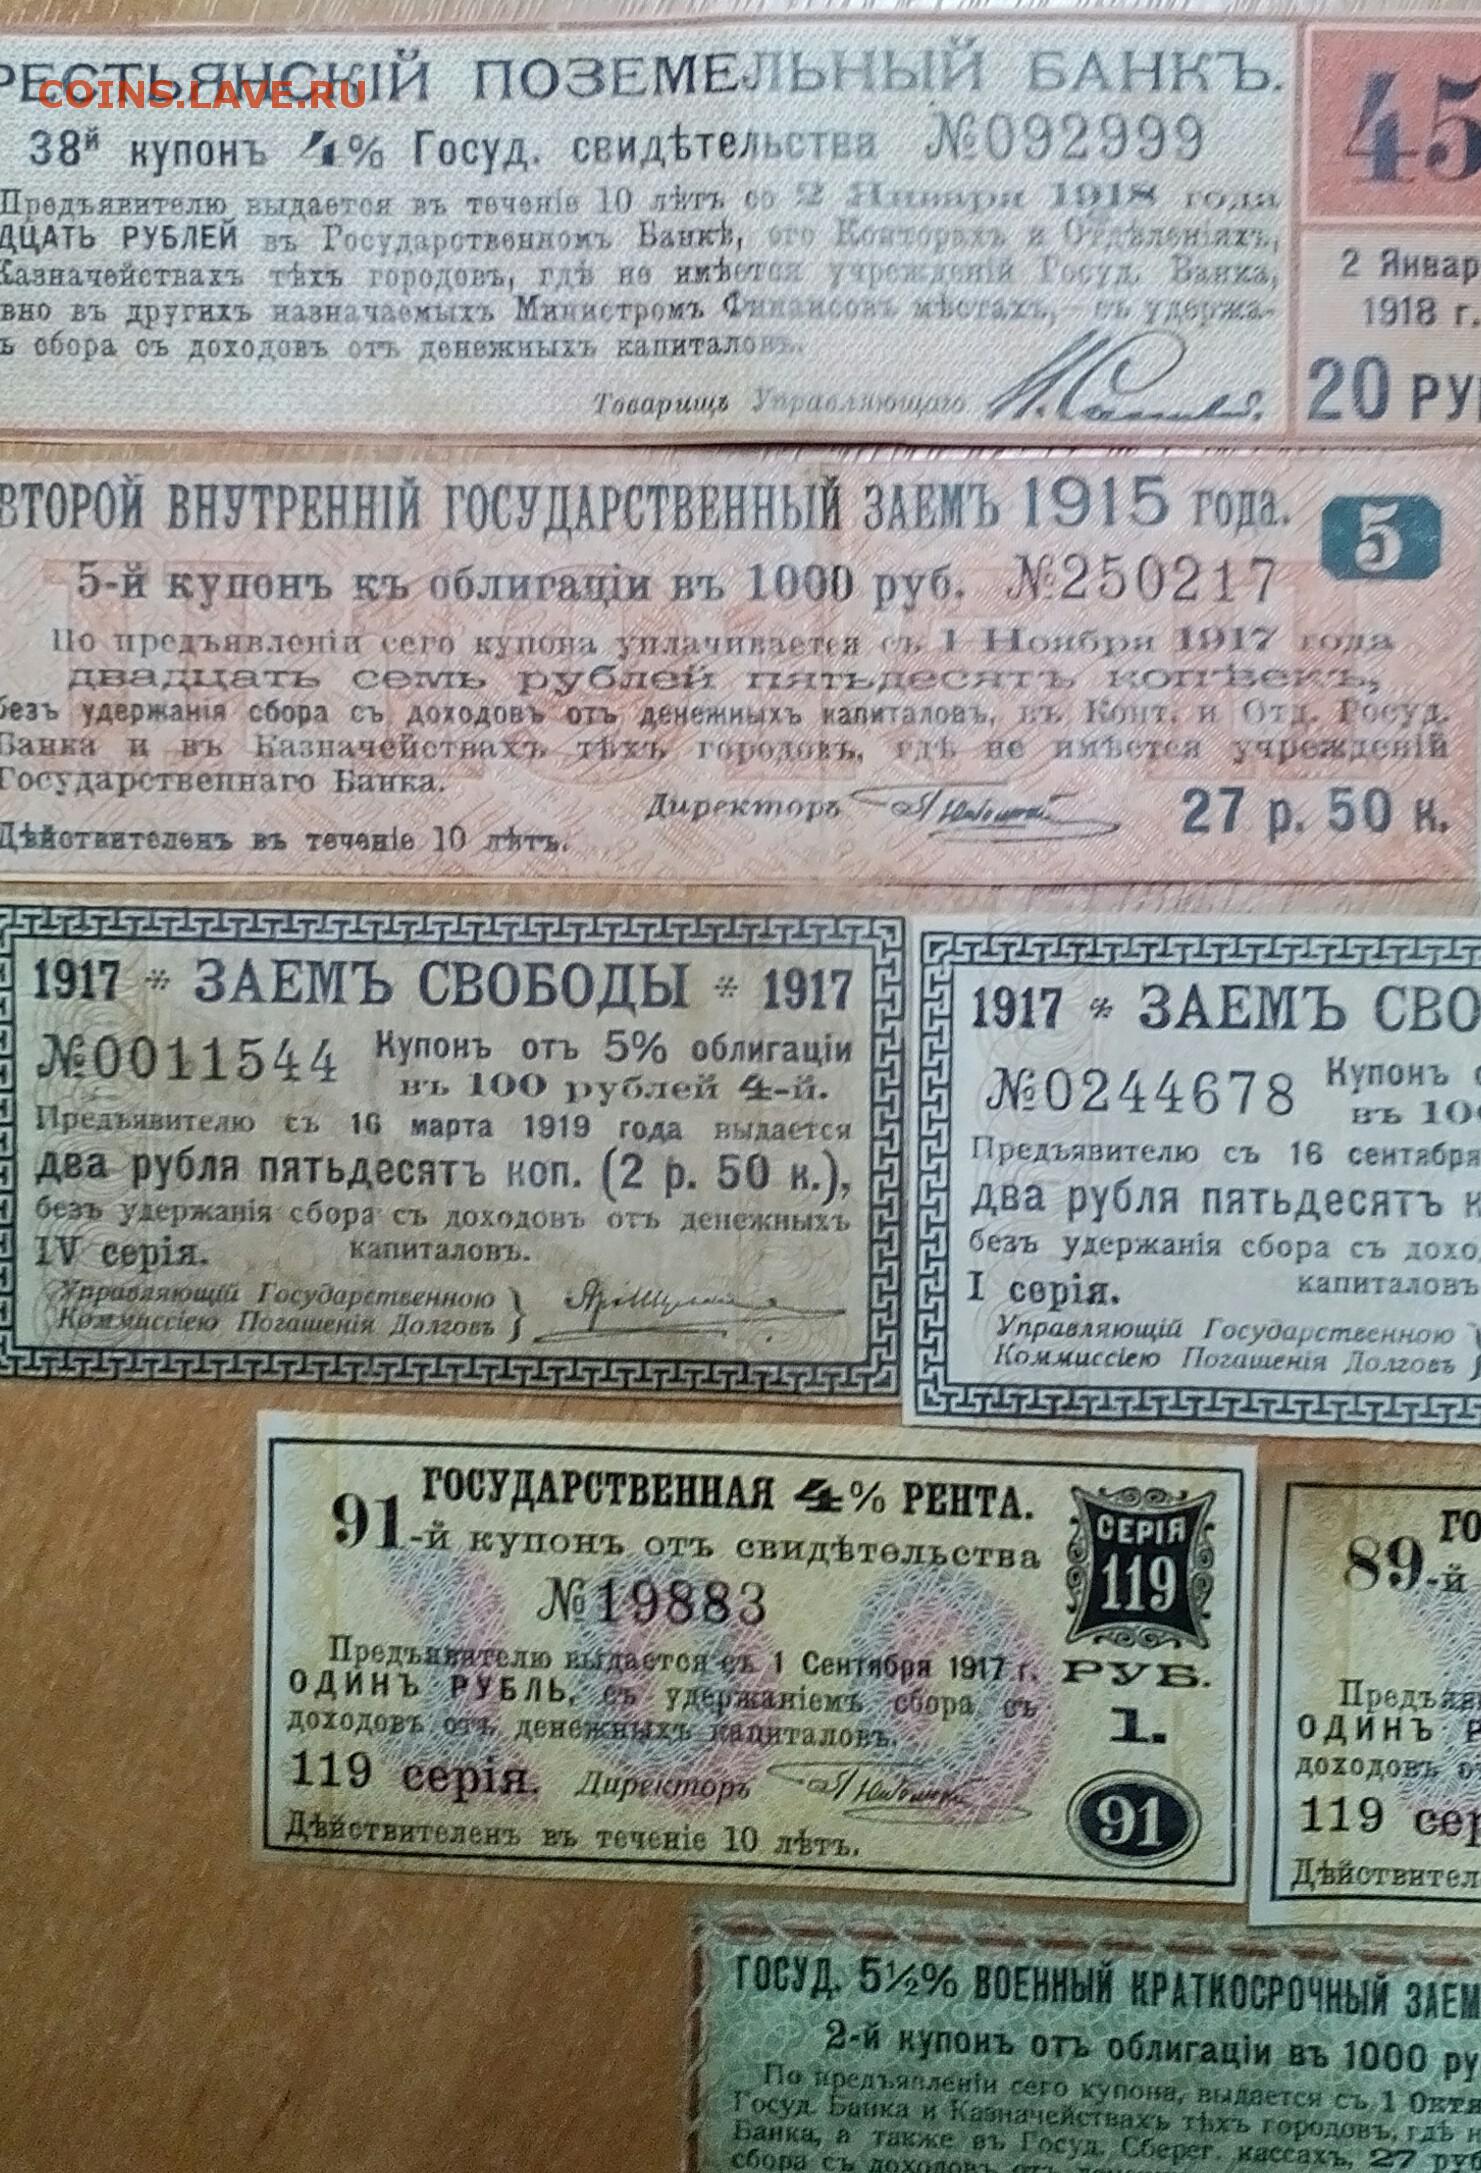 РЕСТЬЯНСКІЙ ПОЗЕМЕЛЬНЫЙ БАНКЪ.
COINS.LAVE.RU
38й купонъ 4% Госуд. свидѣтельства №092999
Предъявителю выдается въ теченіе 10 лѣтъ со 2 Января 1918 года
ДЦАТЬ РУБЛЕЙ въ Государственномъ Банкѣ, его Конторахъ и Отдѣленіяхъ,
Казначействахъ тѣхъ городовъ, гдѣ не имѣется учрежденій Госуд. Банка,
вно въ другихъ назначаемыхъ Министромъ Финансовъ мѣстахъ,—съ удержа-
ъ сбора съ доходовъ отъ денежныхъ капиталовъ.
Товарищъ Управляющаго
45
2 Январ
1918 г.
20 РУ
ВТОРОЙ ВНУТРЕННІЙ ГОСУДАРСТВЕННЫЙ ЗАЕМЪ 1915 года.
5
5-й купонъ къ облигаціи въ 1000 руб. №250217
По предъявленіи сего купона уплачивается съ 1 Ноября 1917 года
двадцать семь рублей пятьдесятъ копѣекъ,
безъ удержанія сбора съ доходовъ отъ денежныхъ капиталовъ, въ Конт. и Отд. Госуд.
Банка и въ Казначействахъ тѣхъ городовъ, гдѣ не имѣется учрежденій
Государственнаго Банка.
Директоръ
27 р. 50 к.
Дѣйствителенъ въ теченіе 10 лѣтъ.
1917 * ЗАЕМЪ СВОБОДЫ * 1917
№0011544 Купонъ отъ 5% облигаціи
въ 100 рублей 4-й.
Предъявителю съ 16 марта 1919 года выдается
два рубля пятьдесятъ коп. (2 р. 50 к.),
безъ удержанія сбора съ доходовъ отъ денежныхъ
IV серія. капиталовъ.
Управляющій Государственною
Коммиссіею Погашенія Долговъ
1917 * ЗАЕМЪ СВО
№0244678 Купонъ
въ 10
Предъявителю съ 16 сентября
два рубля пятьдесятъ к
безъ удержанія сбора съ дохо
I серія. капиталовъ
Управляющій Государственною
Коммиссіею Погашенія Долговъ
ГОСУДАРСТВЕННАЯ 4% РЕНТА.
91-й купонъ отъ свидѣтельства
№19883
Предъявителю выдается съ 1 Сентября 1917 г.
ОДИНЪ РУБЛЬ, съ удержаніемъ сбора съ
доходовъ отъ денежныхъ капиталовъ.
119 серія. Директоръ
Дѣйствителенъ въ теченіе 10 лѣтъ.
СЕРІЯ
119
РУБ.
1.
91
ГО
89-й
Предъяв
ОДИНЪ Р
доходовъ о
119 сер
Дѣйствител
ГОСУД. 5½% ВОЕННЫЙ КРАТКОСРОЧНЫЙ ЗАЕМ
2-й купонъ отъ облигаціи въ 1000 ру
По предъявленіи сего купона, выдается съ 1 Октя
Госуд. Банка и Казначействахъ тѣхъ городовъ, гдѣ н
Банка, а также въ Госуд. Сберег. кассахъ, 27 руб
сбора съ доходовъ отъ